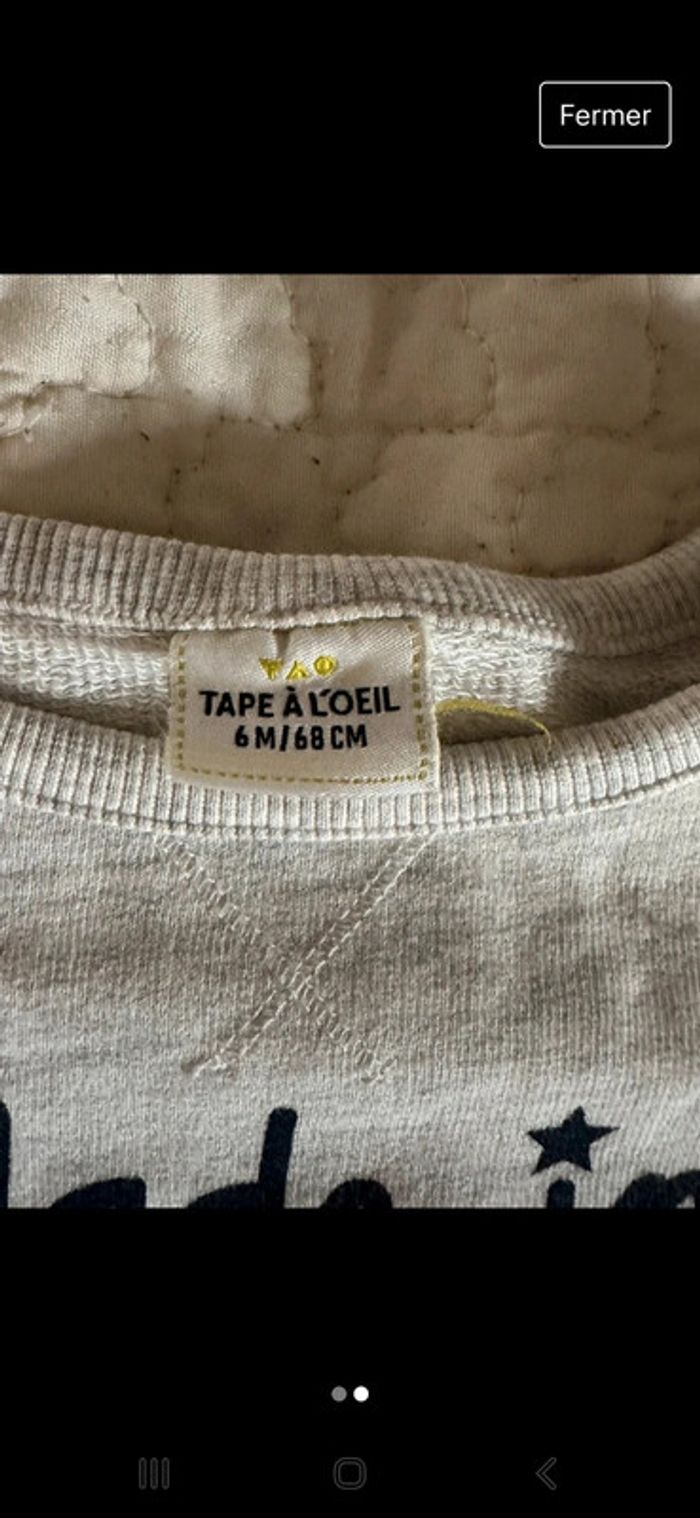 Fermer
TAO
TAPE À L'OEIL
6 M/68 CM